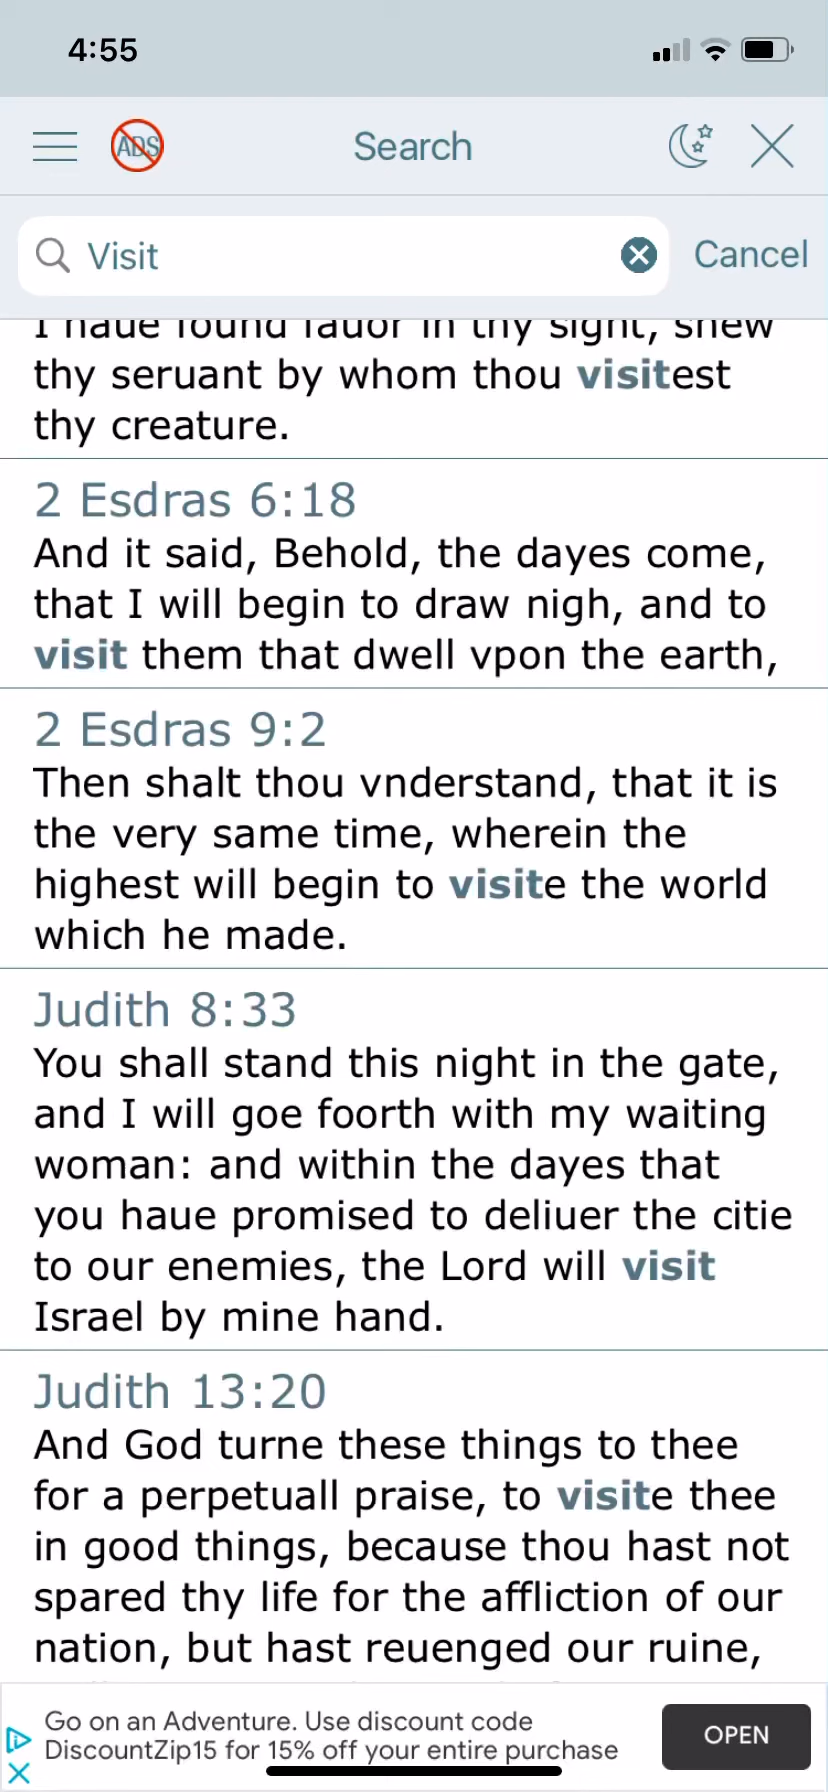 4:55
ADS
Search
Visit
Cancel
I haue found fauor in thy sight, shew
thy seruant by whom thou visitest
thy creature.
2 Esdras 6:18
And it said, Behold, the dayes come,
that I will begin to draw nigh, and to
visit them that dwell vpon the earth,
2 Esdras 9:2
Then shalt thou vnderstand, that it is
the very same time, wherein the
highest will begin to visite the world
which he made.
Judith 8:33
You shall stand this night in the gate,
and I will goe foorth with my waiting
woman: and within the dayes that
you haue promised to deliuer the citie
to our enemies, the Lord will visit
Israel by mine hand.
Judith 13:20
And God turne these things to thee
for a perpetuall praise, to visite thee
in good things, because thou hast not
spared thy life for the affliction of our
nation, but hast reuenged our ruine,
Go on an Adventure. Use discount code
DiscountZip15 for 15% off your entire purchase
OPEN